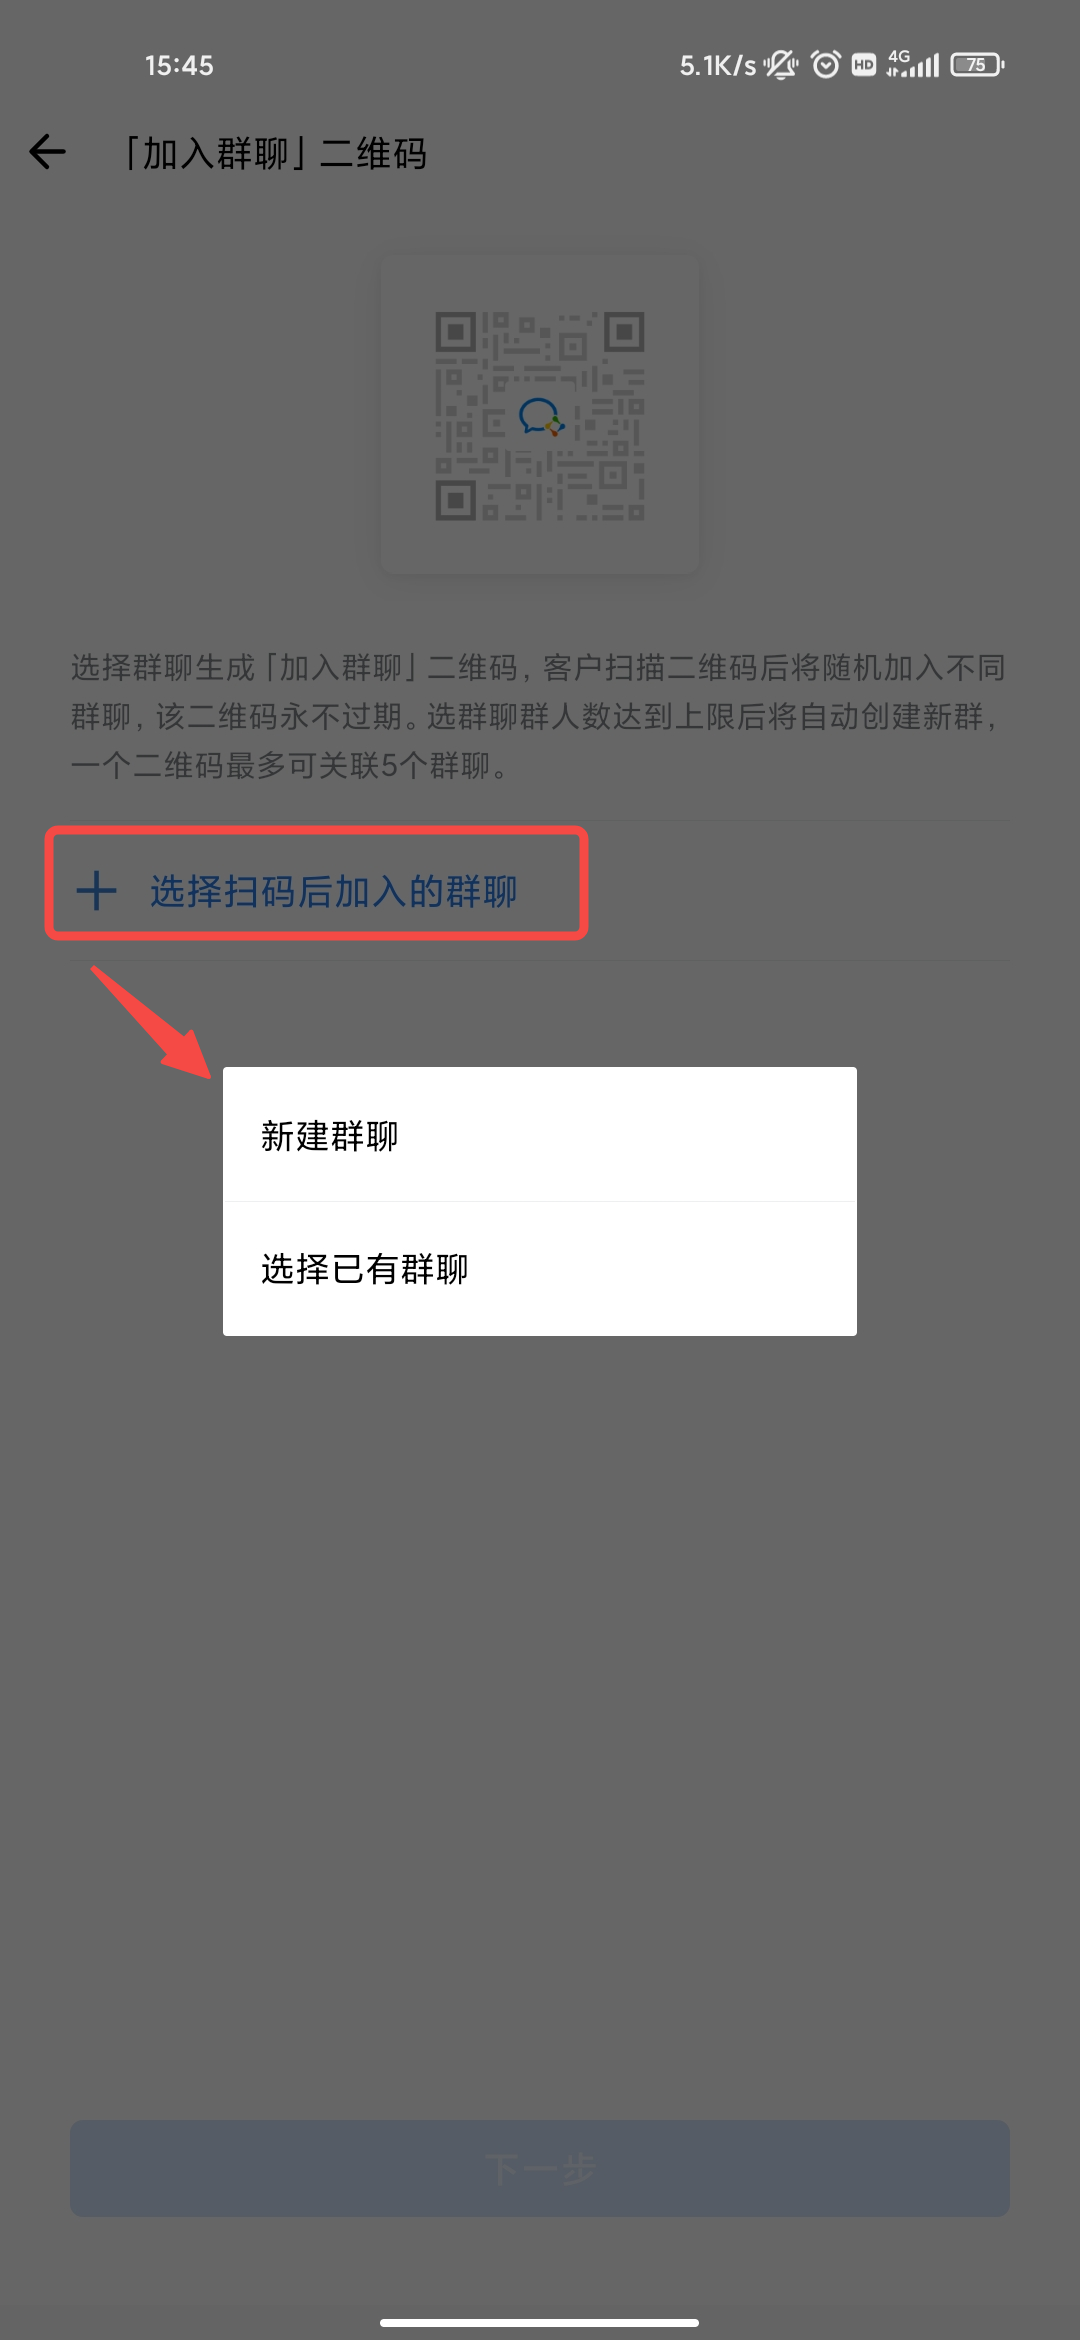 15:45 5.1K/s HD 4G 75
「加入群聊」二维码
选择群聊生成「加入群聊」二维码，客户扫描二维码后将随机加入不同
群聊，该二维码永不过期。选群聊群人数达到上限后将自动创建新群，
一个二维码最多可关联5个群聊。
选择扫码后加入的群聊
新建群聊
选择已有群聊
下一步